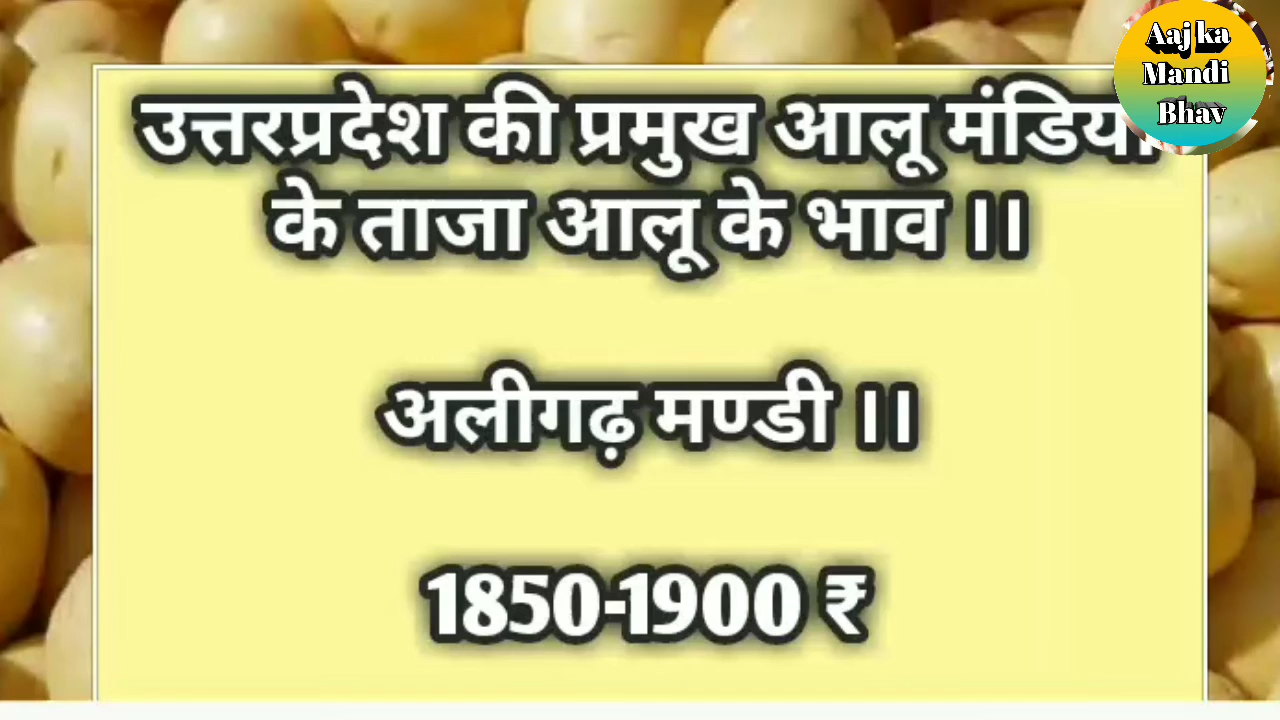 उत्तरप्रदेश की प्रमुख आलू मंडिया
के ताजा आलू के भाव ।।
अलीगढ़ मण्डी ।।
1850-1900 ₹
Aaj ka
Mandi
Bhav